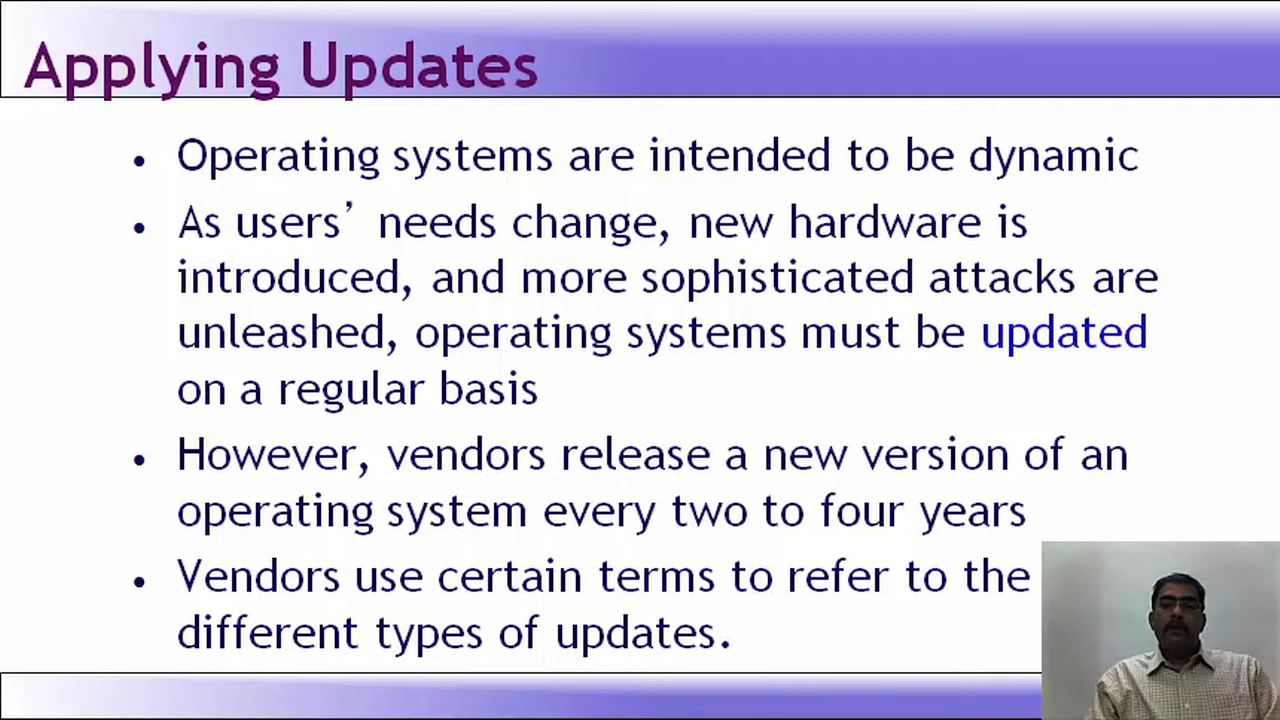 Applying Updates
• Operating systems are intended to be dynamic
• As users’ needs change, new hardware is
introduced, and more sophisticated attacks are
unleashed, operating systems must be updated
on a regular basis
• However, vendors release a new version of an
operating system every two to four years
• Vendors use certain terms to refer to the
different types of updates.